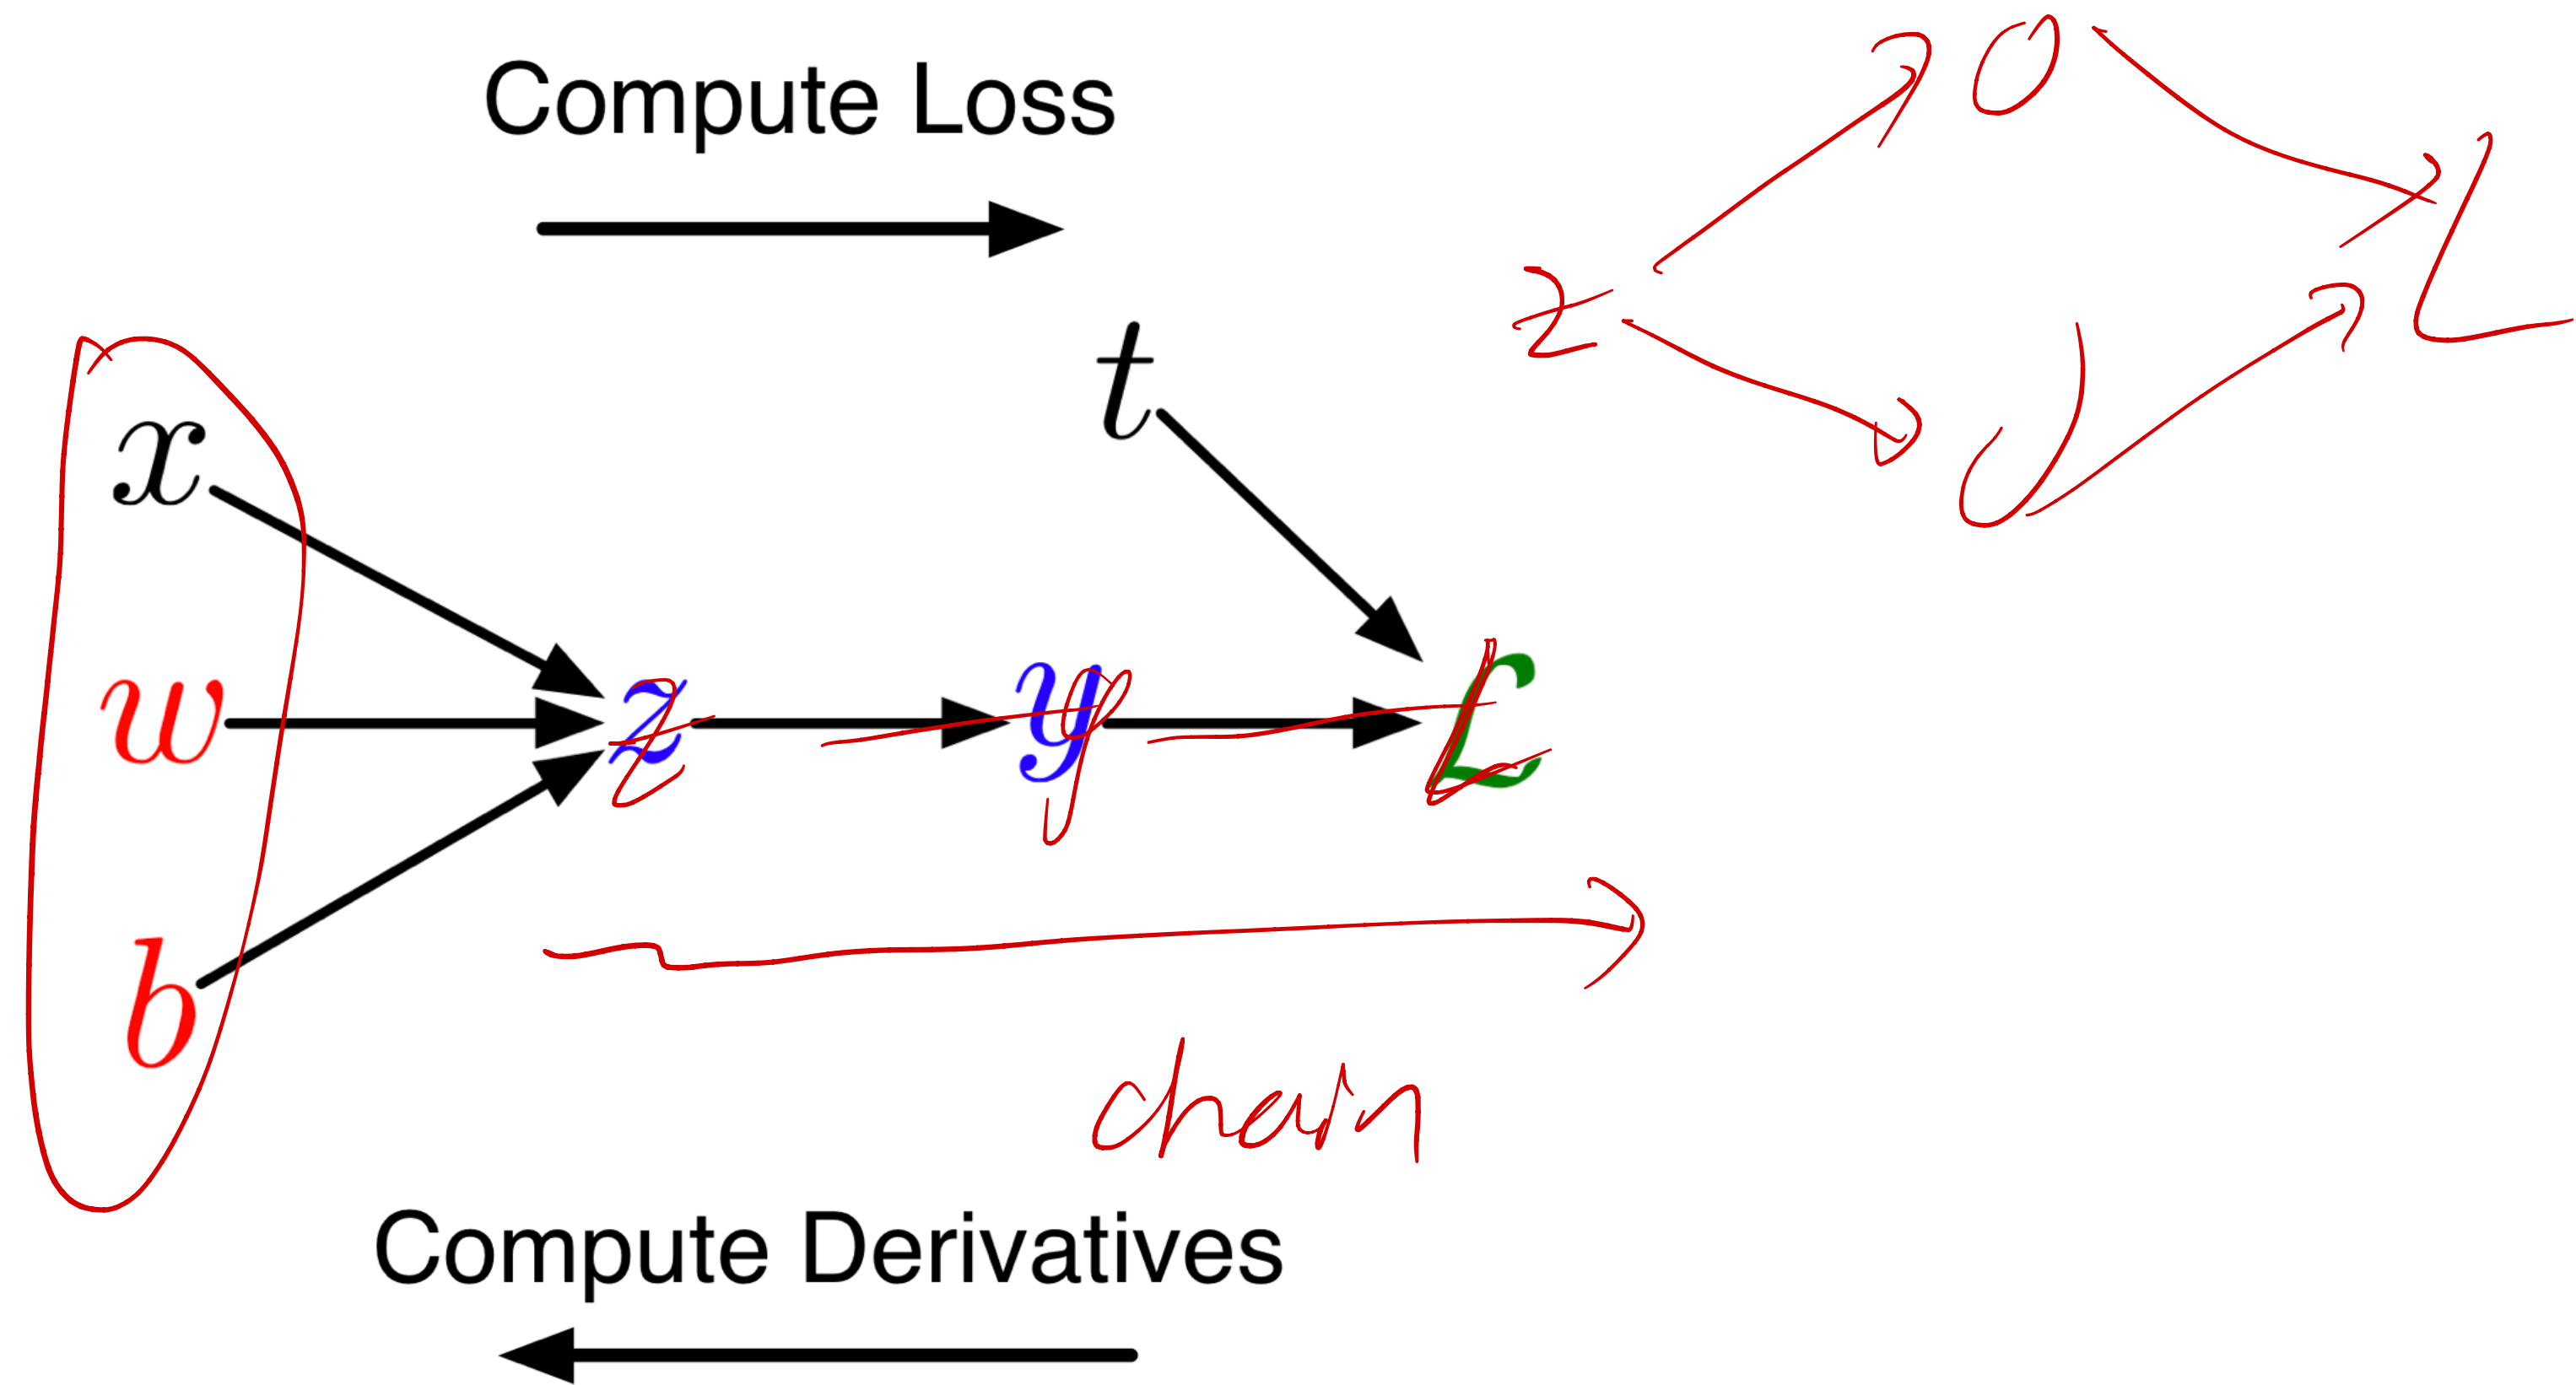 Compute Loss
t
x
w
z
y
L
b
z
L
chain
Compute Derivatives